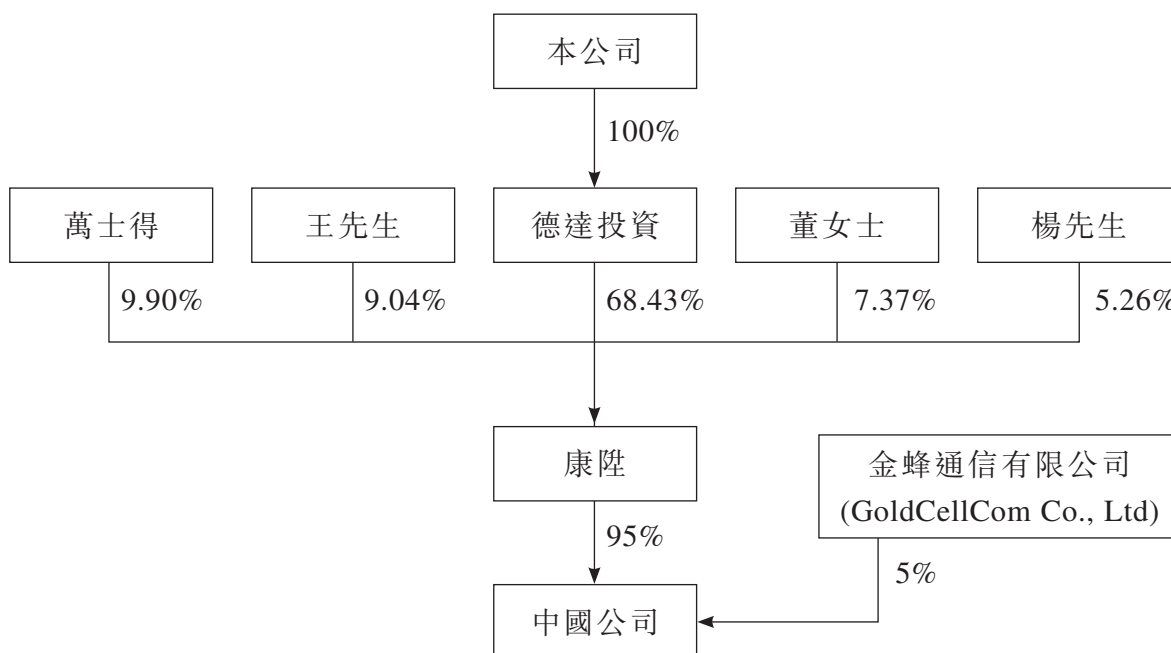 本公司
100%
萬士得
王先生
德達投資
董女士
楊先生
9.90%
9.04%
68.43%
7.37%
5.26%
康陞
金蜂通信有限公司
(GoldCellCom Co., Ltd)
95%
5%
中國公司